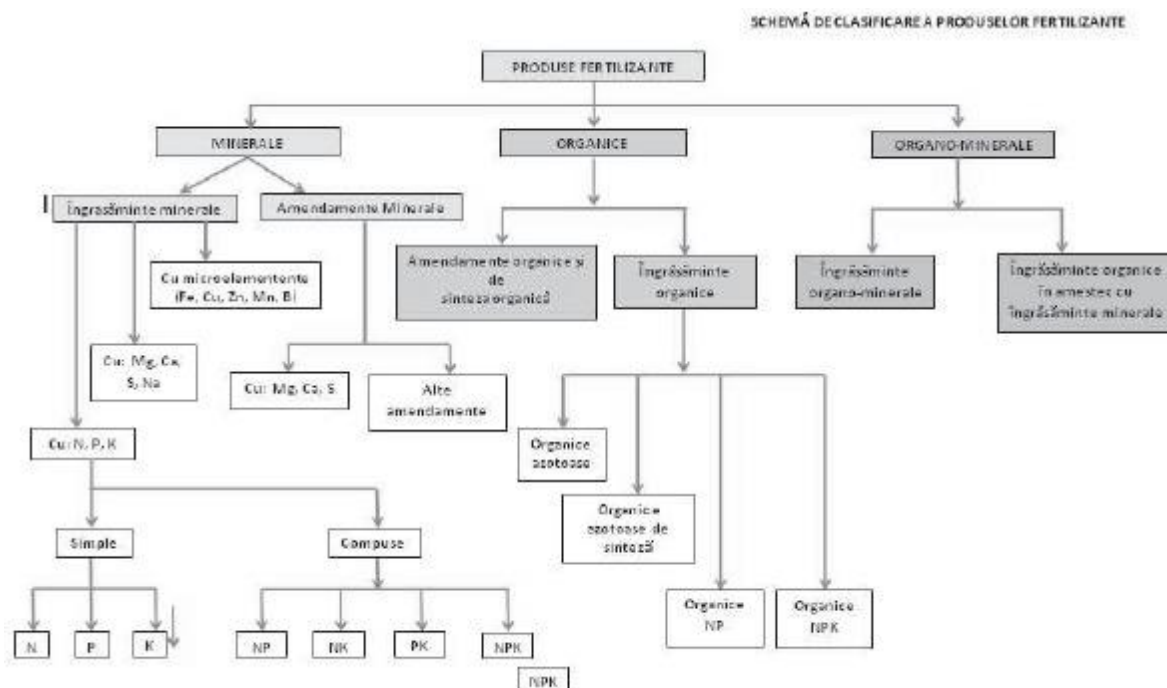 SCHEMĂ DE CLASIFICARE A PRODUSELOR FERTILIZANTE
PRODUSE FERTILIZANTE
MINERALE
ORGANICE
ORGANO-MINERALE
Îngrășăminte minerale
Amendamente Minerale
Cu microelementente
(Fe, Cu, Zn, Mn, B)
Amendamente organice și
de
sinteza organică
Îngrășăminte
organice
Îngrășăminte
organo-minerale
Îngrășăminte organice
în amestec cu
îngrășăminte minerale
Cu: Mg, Ca,
S, Na
Cu: Mg, Ca, S
Alte
amendamente
Cu: N, P, K
Organice
azotoase
Organice
azotoase de
sinteză
Simple
Compuse
Organice
NP
Organice
NPK
N
P
K
NP
NK
PK
NPK
NPK